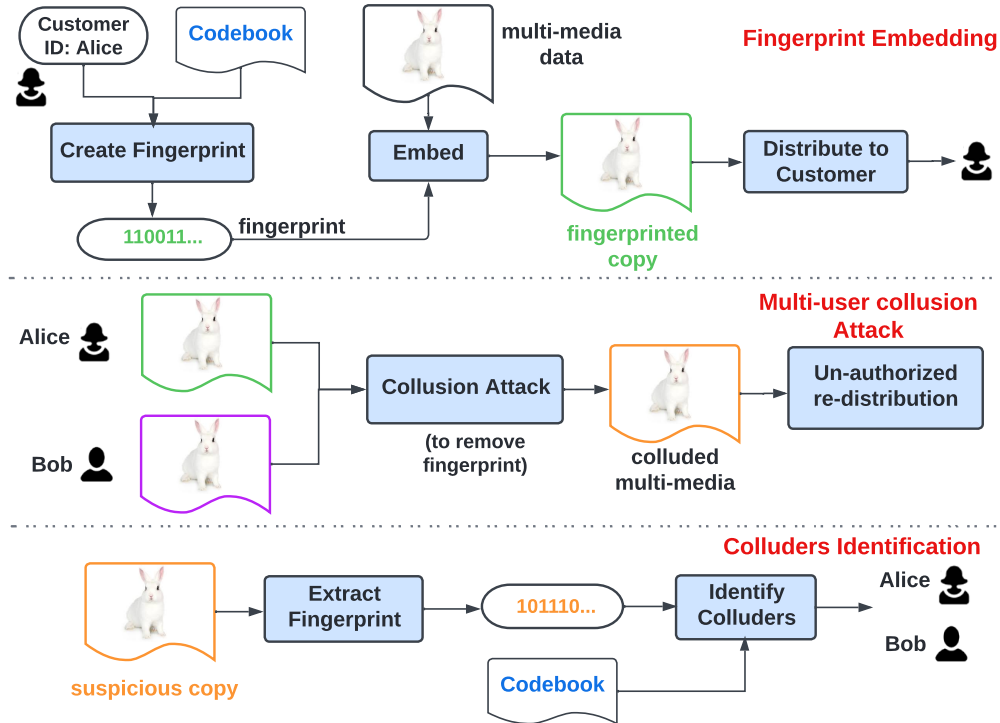 Customer
ID: Alice
Codebook
multi-media
data
Fingerprint Embedding
Create Fingerprint
Embed
Distribute to
Customer
110011...
fingerprint
fingerprinted
copy
Multi-user collusion
Attack
Alice
Collusion Attack
Un-authorized
re-distribution
Bob
(to remove
fingerprint)
colluded
multi-media
Colluders Identification
Extract
Fingerprint
101110...
Identify
Colluders
Alice
Bob
suspicious copy
Codebook